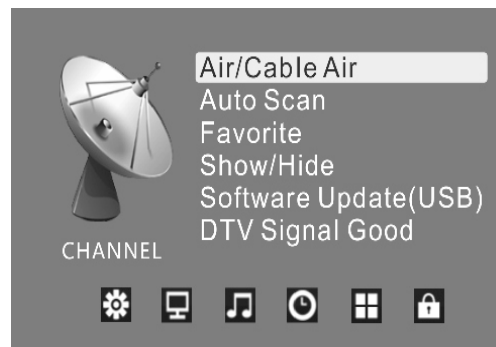 Air/Cable Air
Auto Scan
Favorite
Show/Hide
Software Update(USB)
DTV Signal Good
CHANNEL